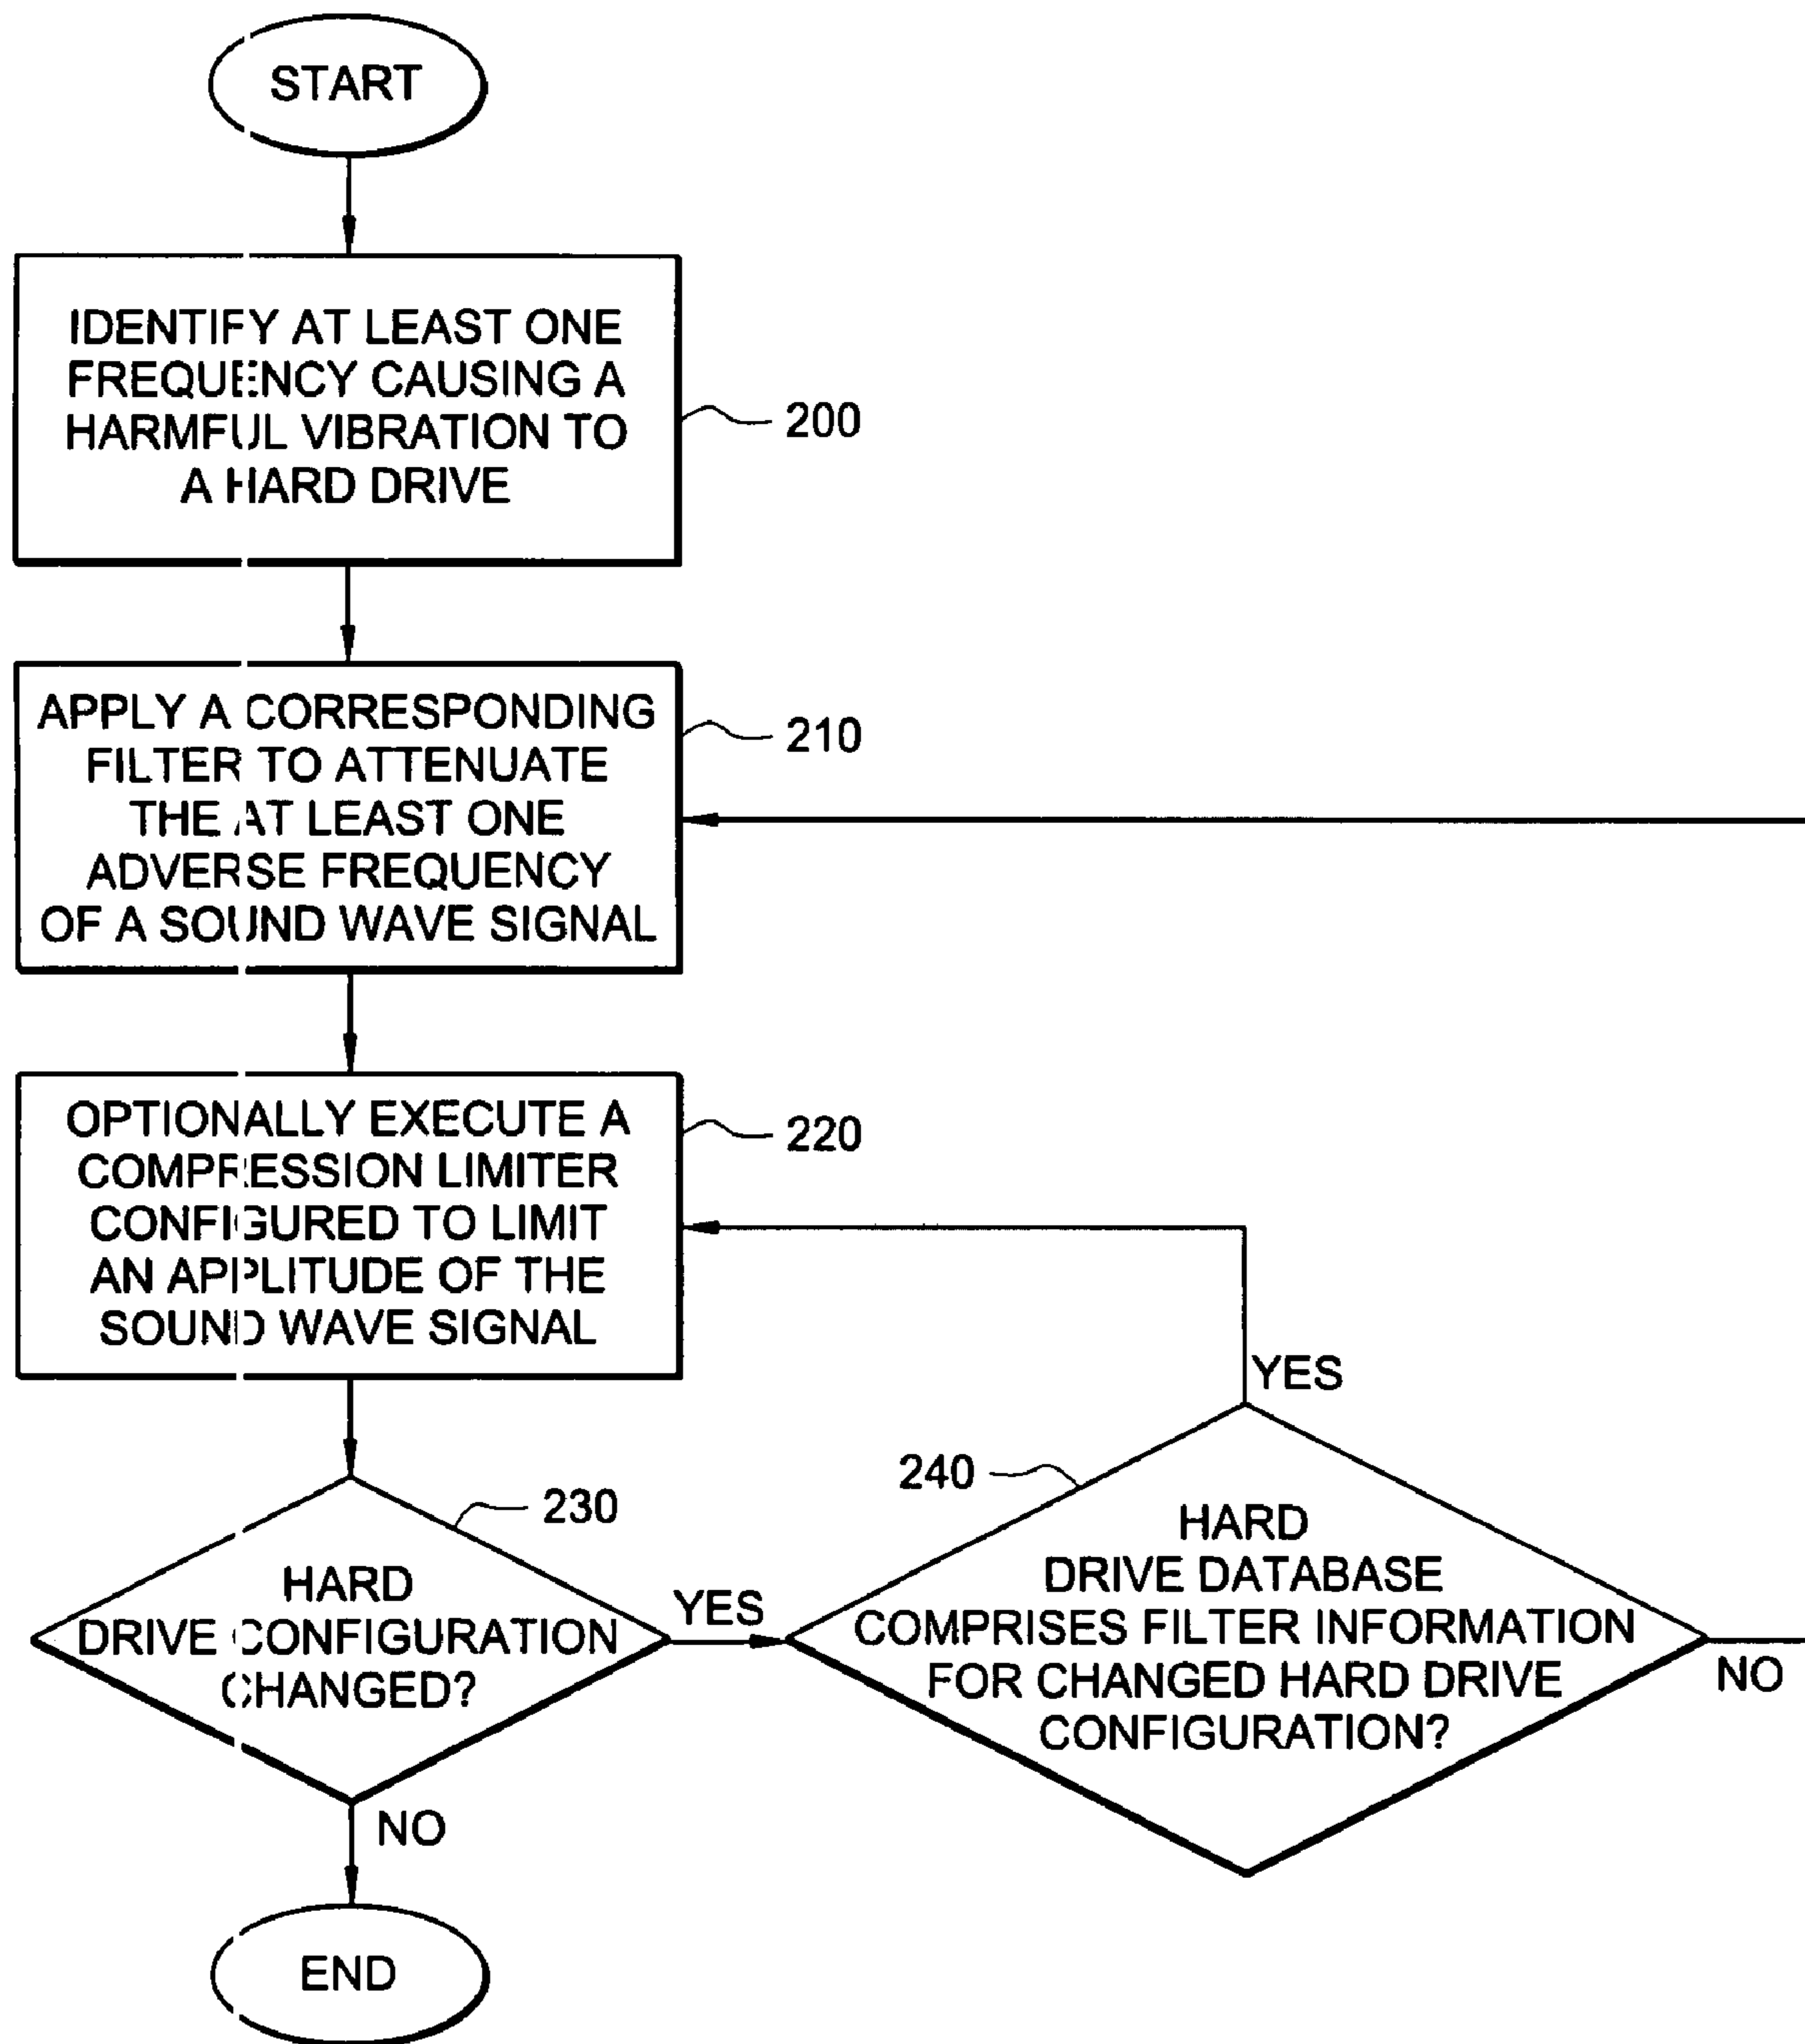 START
IDENTIFY AT LEAST ONE
FREQUENCY CAUSING A
HARMFUL VIBRATION TO
A HARD DRIVE
200
APPLY A CORRESPONDING
FILTER TO ATTENUATE
THE AT LEAST ONE
ADVERSE FREQUENCY
OF A SOUND WAVE SIGNAL
210
OPTIONALLY EXECUTE A
COMPRESSION LIMITER
CONFIGURED TO LIMIT
AN APPLITUDE OF THE
SOUND WAVE SIGNAL
220
HARD
DRIVE CONFIGURATION
CHANGED?
230
YES
NO
240
HARD
DRIVE DATABASE
COMPRISES FILTER INFORMATION
FOR CHANGED HARD DRIVE
CONFIGURATION?
YES
NO
END